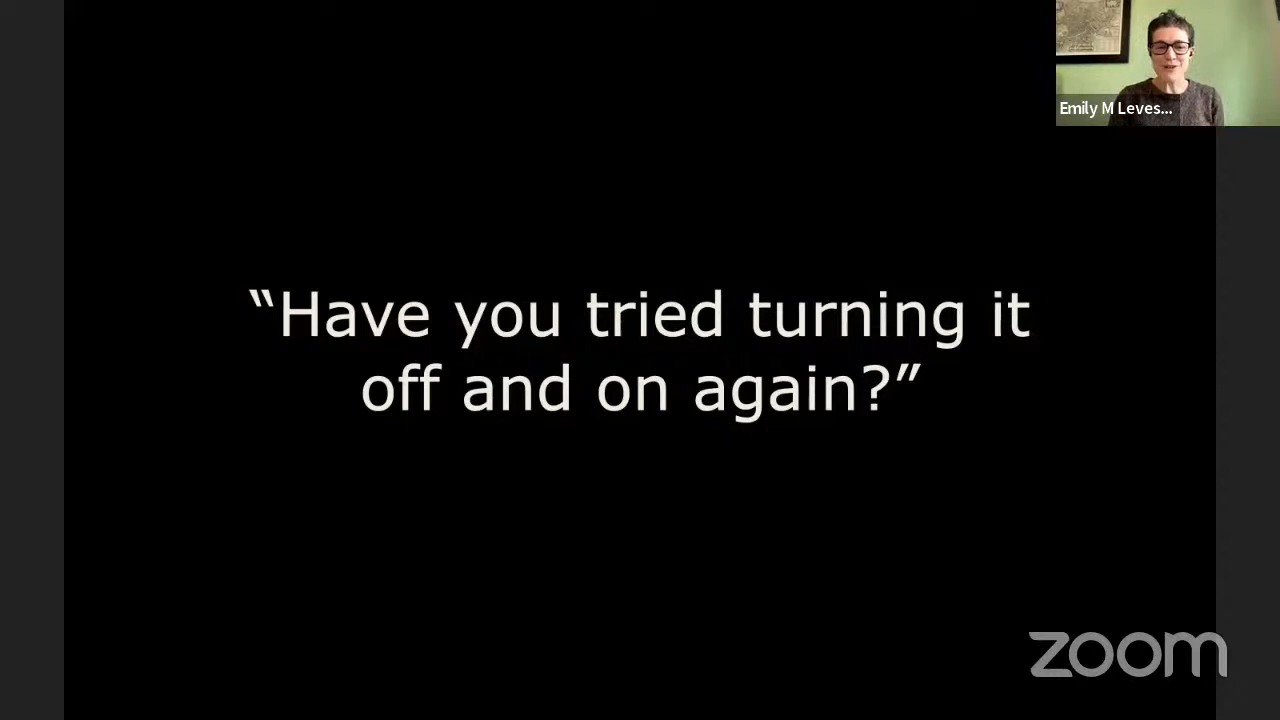 Emily M Leves...
“Have you tried turning it
off and on again?”
zoom